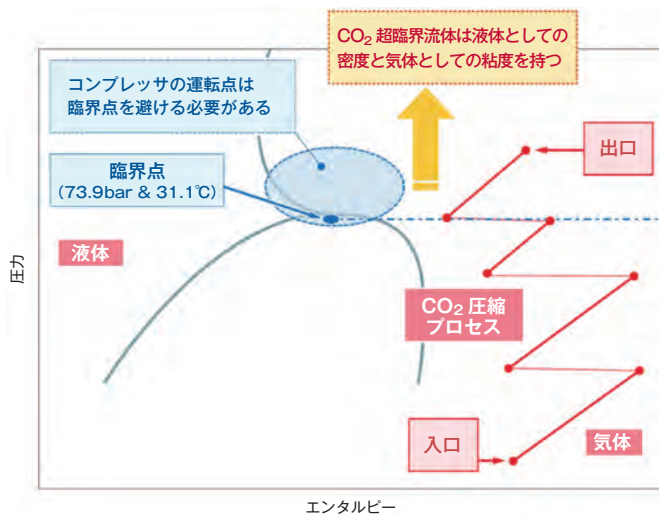 CO₂ 超臨界流体は液体としての
密度と気体としての粘度を持つ
コンプレッサの運転点は
臨界点を避ける必要がある
出口
臨界点
(73.9bar & 31.1℃)
液体
圧力
CO₂ 圧縮
プロセス
入口
気体
エンタルピー